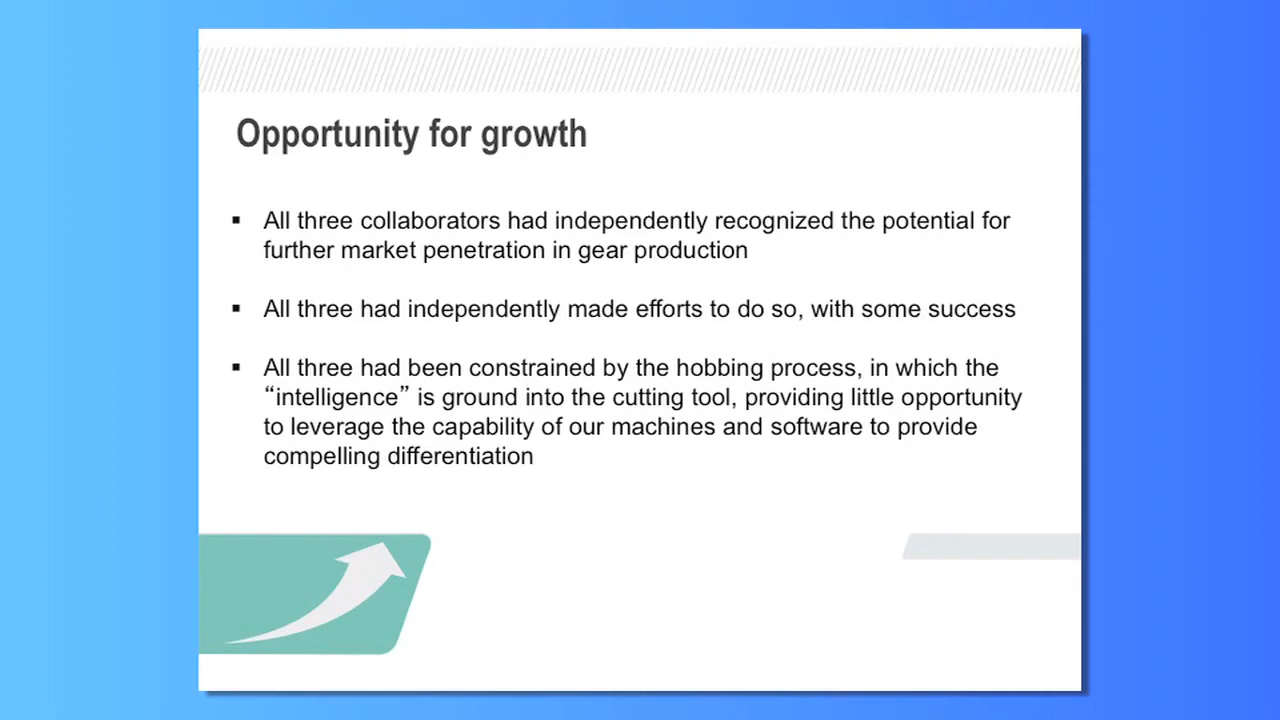 Opportunity for growth
▪ All three collaborators had independently recognized the potential for
further market penetration in gear production
▪ All three had independently made efforts to do so, with some success
▪ All three had been constrained by the hobbing process, in which the
“intelligence” is ground into the cutting tool, providing little opportunity
to leverage the capability of our machines and software to provide
compelling differentiation